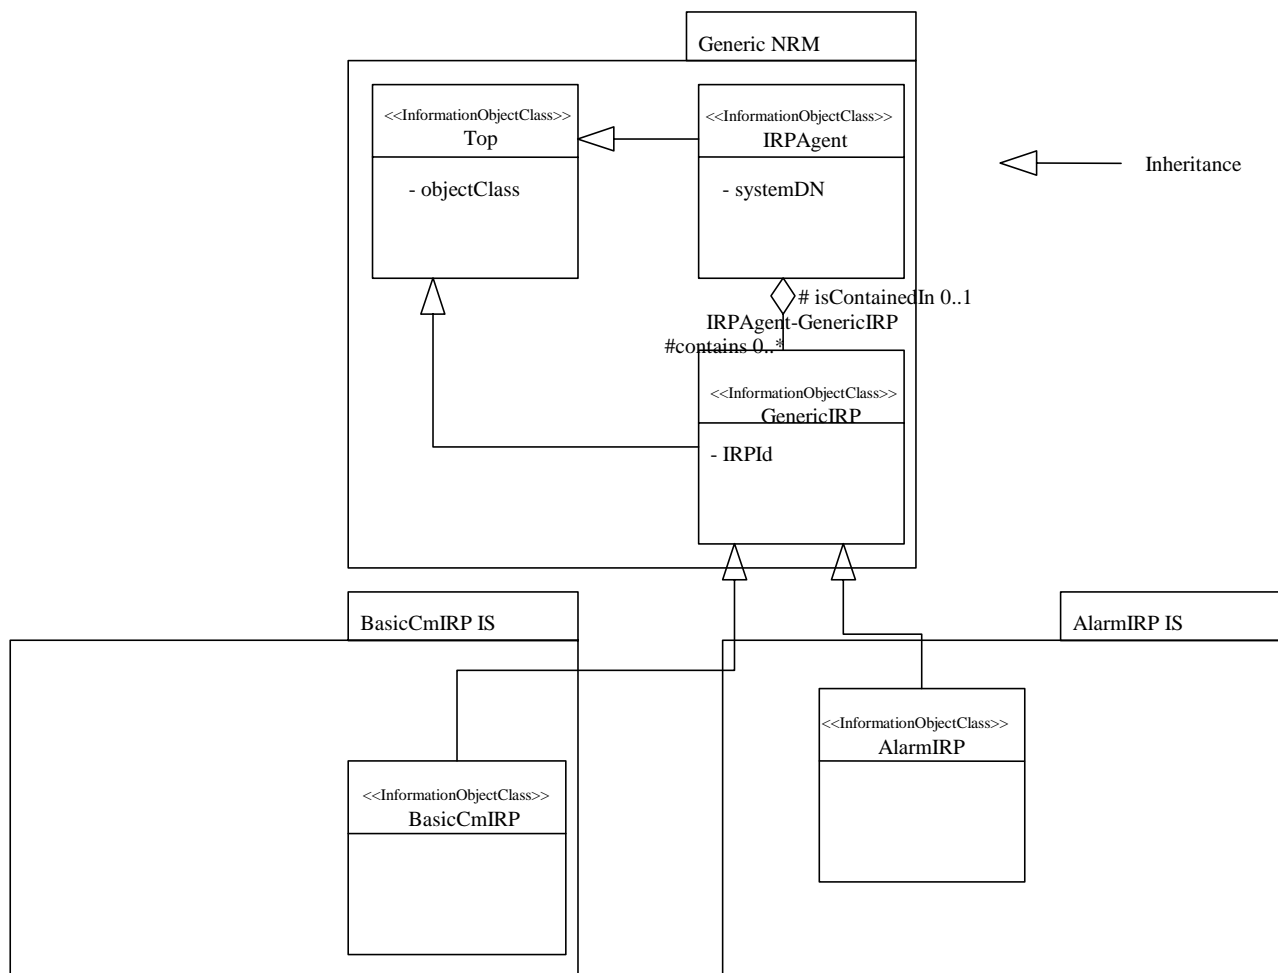 Generic NRM
<<InformationObjectClass>>
Top
- objectClass
<<InformationObjectClass>>
IRPAgent
- systemDN
Inheritance
# isContainedIn 0..1
IRPAgent-GenericIRP
#contains 0..*
<<InformationObjectClass>>
GenericIRP
- IRPId
BasicCmIRP IS
AlarmIRP IS
<<InformationObjectClass>>
AlarmIRP
<<InformationObjectClass>>
BasicCmIRP